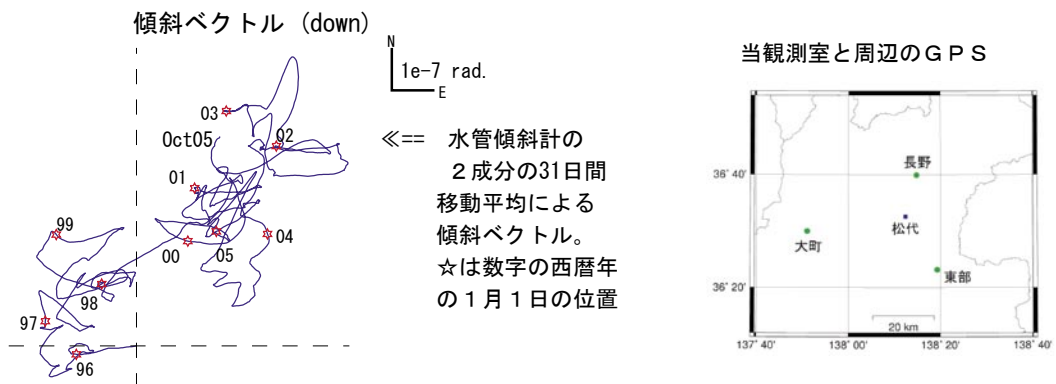 傾斜ベクトル (down)
N
1e-7 rad.
E
03
Oct05
02
01
99
00
05
04
98
97
96
≪== 水管傾斜計の
2成分の31日間
移動平均による
傾斜ベクトル。
☆は数字の西暦年
の1月1日の位置
当観測室と周辺のGPS
36°40'
36°20'
長野
松代
大町
東部
20 km
137°40'
138°00'
138°20'
138°40'